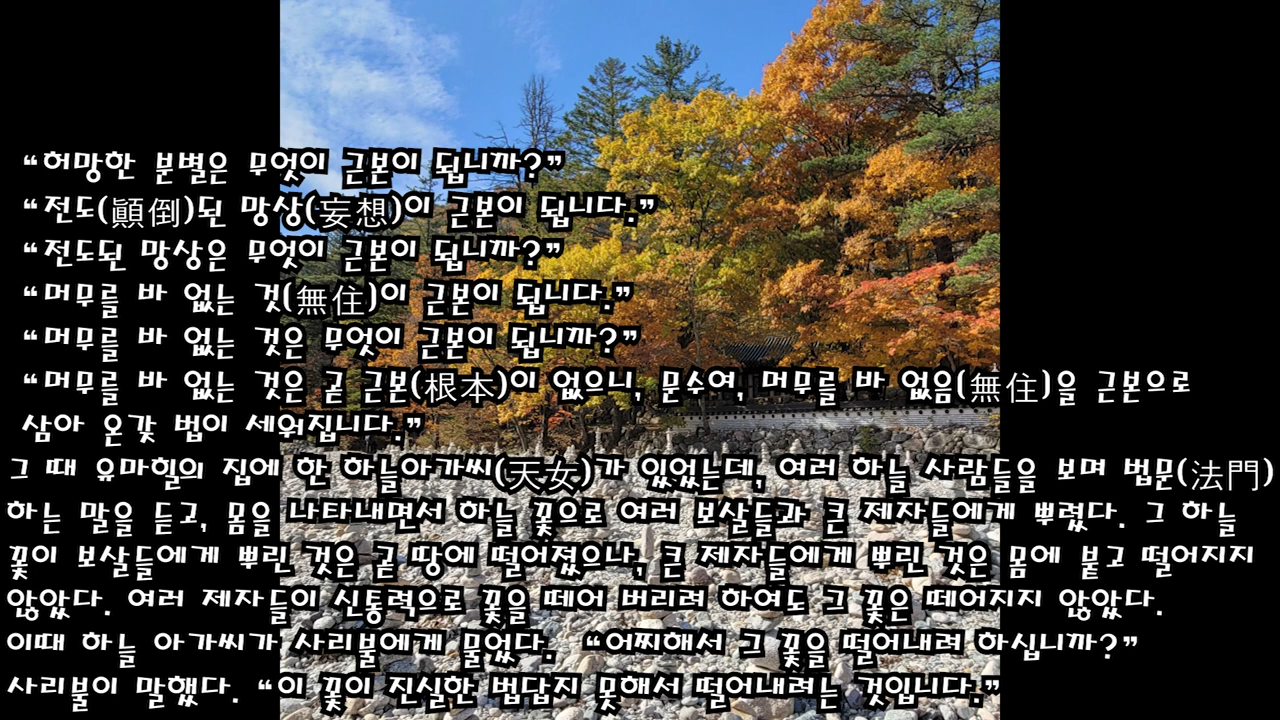 “허망한 분별은 무엇이 근본이 됩니까?”
“전도(顚倒)된 망상(妄想)이 근본이 됩니다.”
“전도된 망상은 무엇이 근본이 됩니까?”
“머무를 바 없는 것(無住)이 근본이 됩니다.”
“머무를 바 없는 것은 무엇이 근본이 됩니까?”
“머무를 바 없는 것은 곧 근본(根本)이 없으니, 문수여, 머무를 바 없음(無住)을 근본으로
삼아 온갖 법이 세워집니다.”
그 때 유마힐의 집에 한 하늘아가씨(天女)가 있었는데, 여러 하늘 사람들을 보며 법문(法門)
하는 말을 듣고, 몸을 나타내면서 하늘 꽃으로 여러 보살들과 큰 제자들에게 뿌렸다. 그 하늘
꽃이 보살들에게 뿌린 것은 곧 땅에 떨어졌으나, 큰 제자들에게 뿌린 것은 몸에 붙고 떨어지지
않았다. 여러 제자들이 신통력으로 꽃을 떼어 버리려 하여도 그 꽃은 떼어지지 않았다.
이때 하늘 아가씨가 사리불에게 물었다. “어찌해서 그 꽃을 떨어내려 하십니까?”
사리불이 말했다. “이 꽃이 진실한 법답지 못해서 떨어내려는 것입니다.”